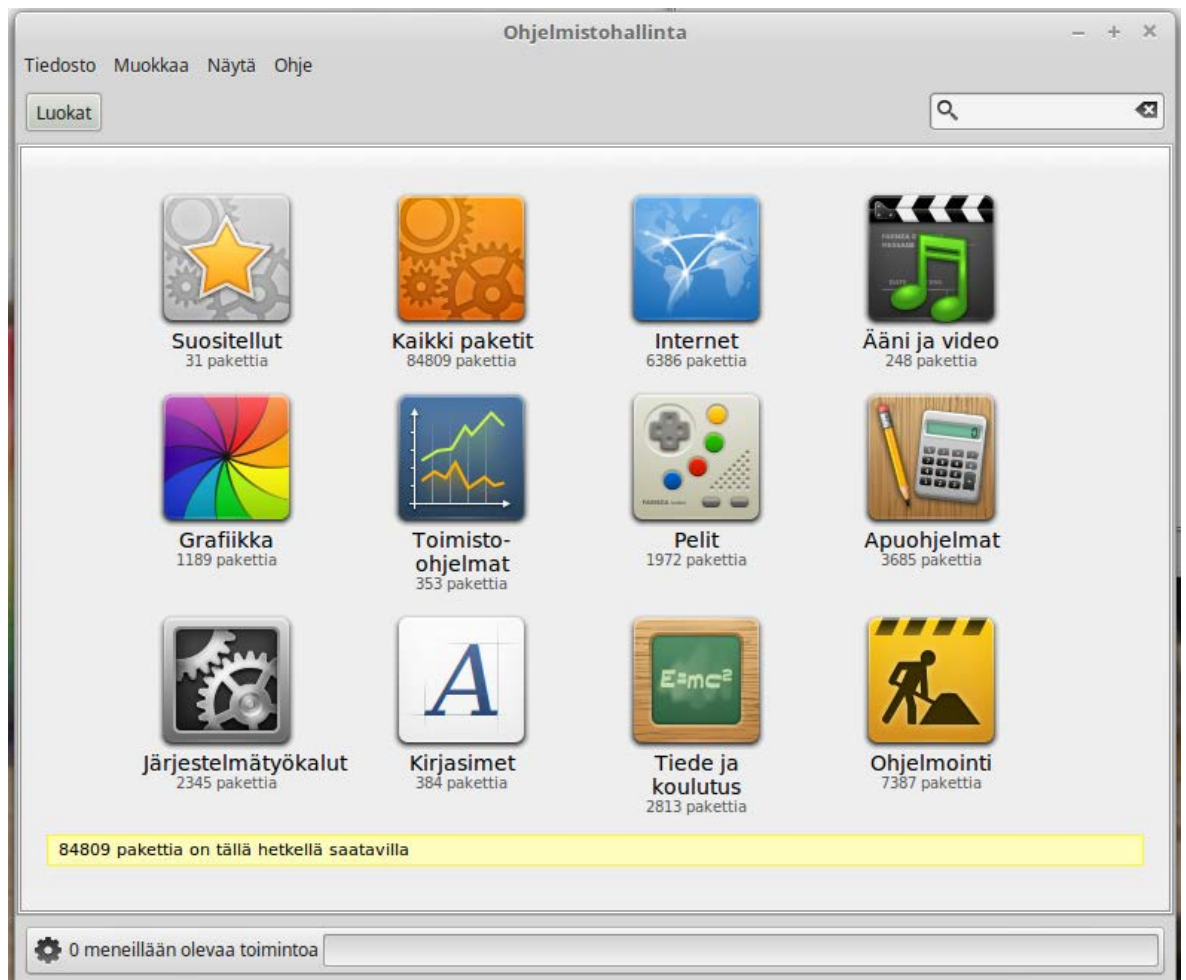 Ohjelmistohallinta
Tiedosto Muokkaa Näytä Ohje
Luokat
Suositellut
31 pakettia
Kaikki paketit
84809 pakettia
Internet
6386 pakettia
Ääni ja video
248 pakettia
Grafiikka
1189 pakettia
Toimisto-
ohjelmat
353 pakettia
Pelit
1972 pakettia
Apuohjelmat
3685 pakettia
Järjestelmätyökalut
2345 pakettia
A
Kirjasimet
384 pakettia
E=mc²
Tiede ja
koulutus
2813 pakettia
Ohjelmointi
7387 pakettia
84809 pakettia on tällä hetkellä saatavilla
0 meneillään olevaa toimintoa